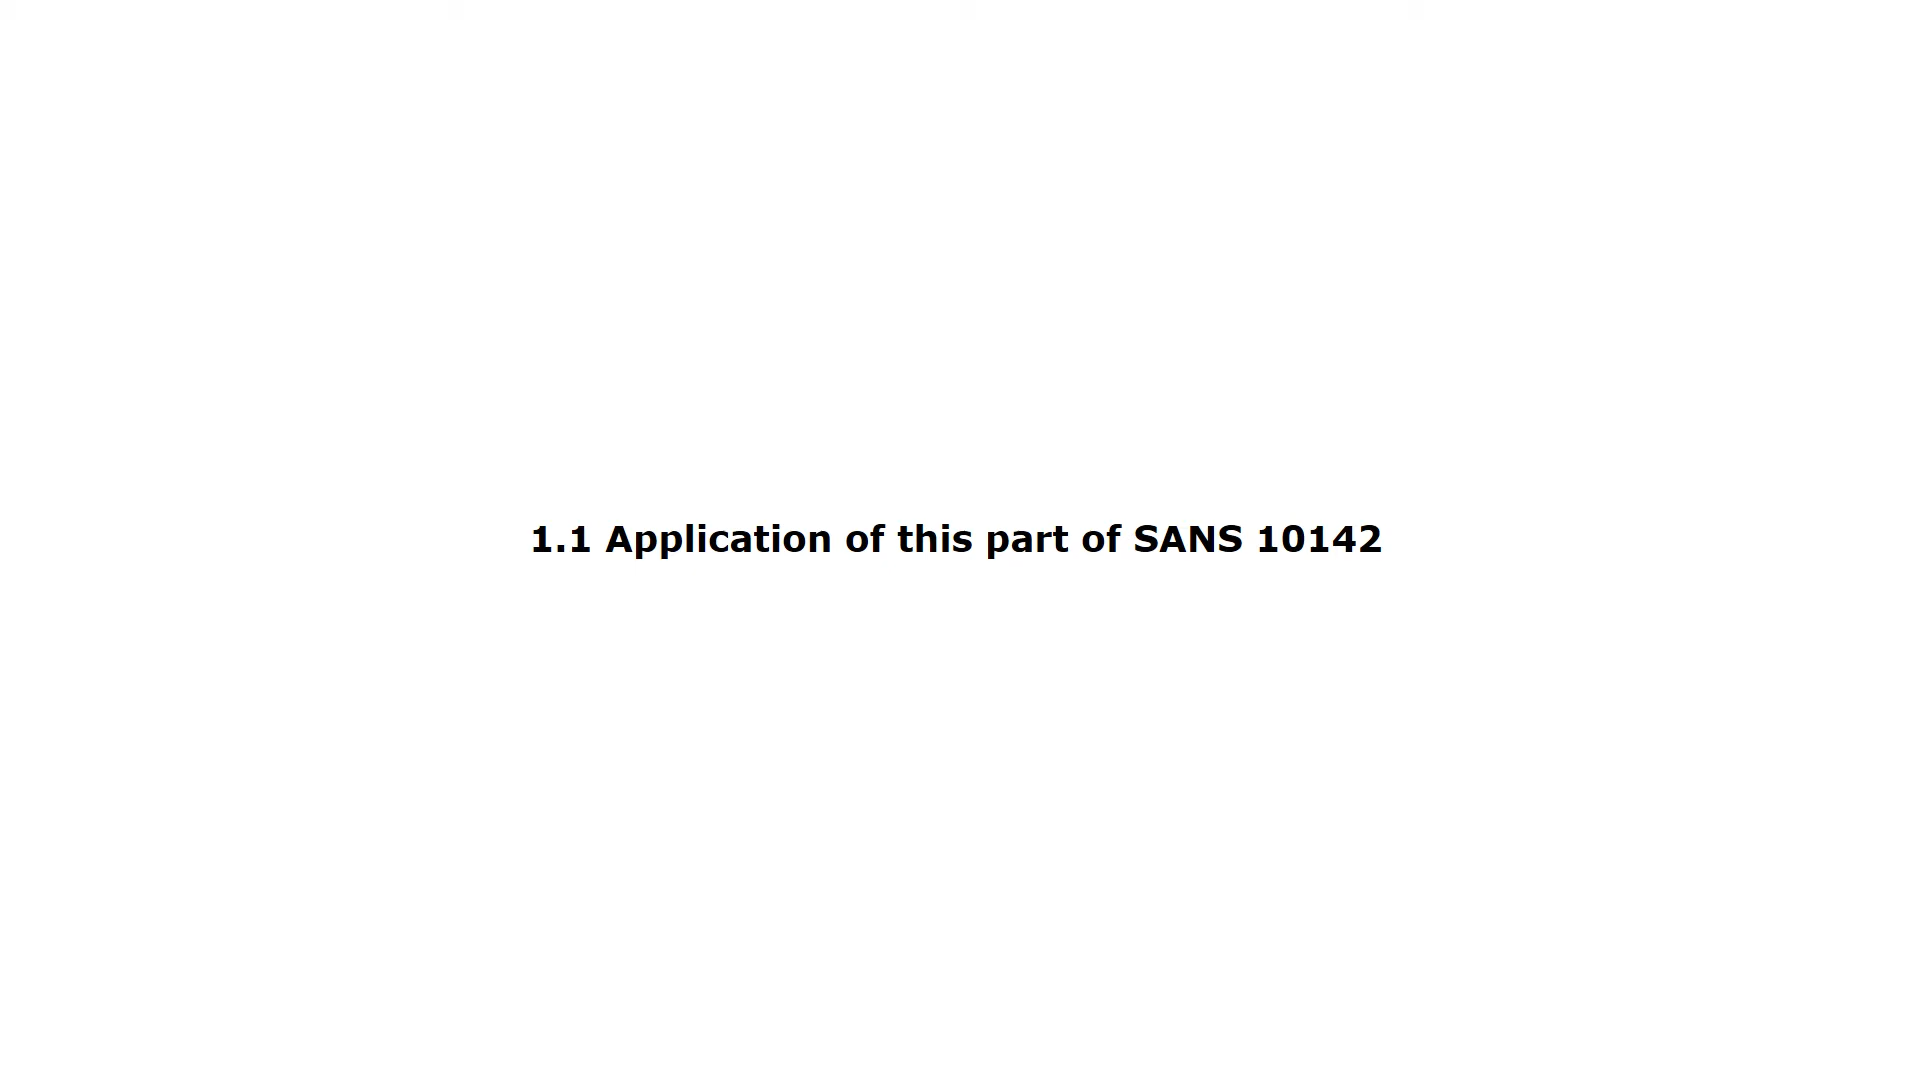 1.1 Application of this part of SANS 10142